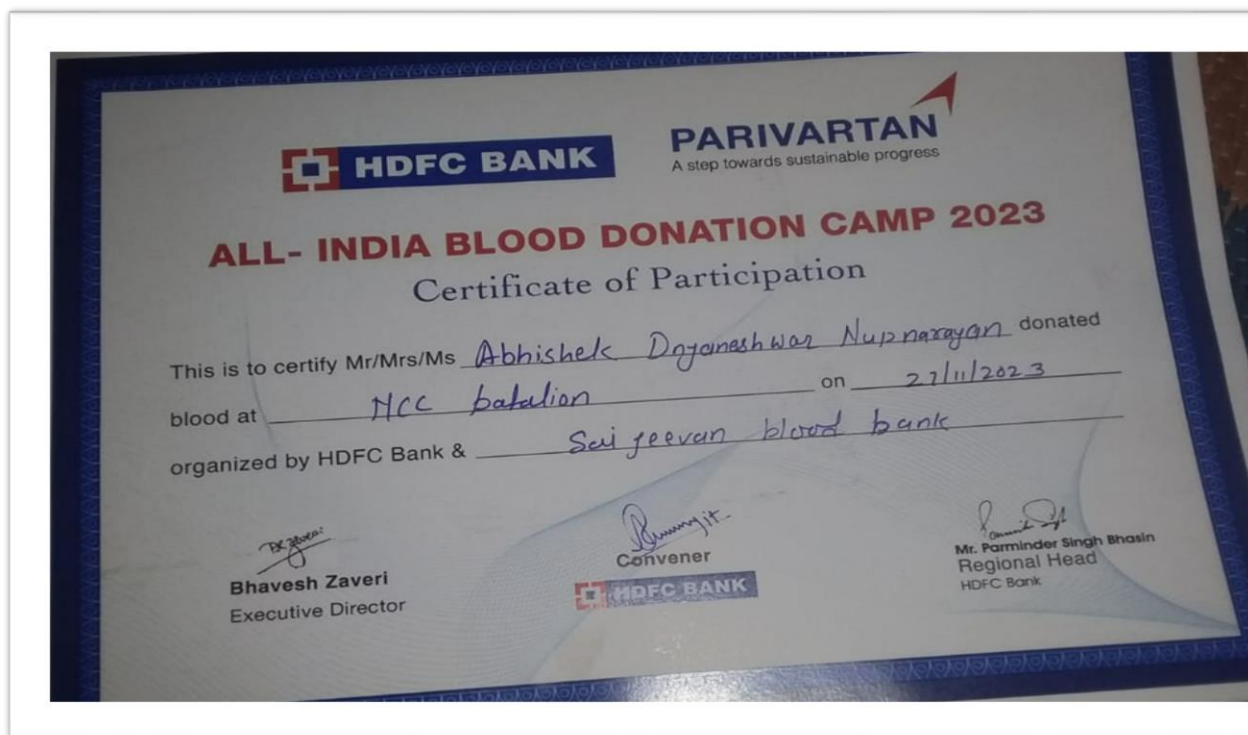 HDFC BANK
PARIVARTAN
A step towards sustainable progress
ALL- INDIA BLOOD DONATION CAMP 2023
Certificate of Participation
This is to certify Mr/Mrs/Ms Abhishek Dnyaneshwar Nupnarayan donated
blood at NCC batalion on 27/11/2023
organized by HDFC Bank & Sai jeevan blood bank
Bhavesh Zaveri
Executive Director
Convener
HDFC BANK
Mr. Parminder Singh Bhasin
Regional Head
HDFC Bank